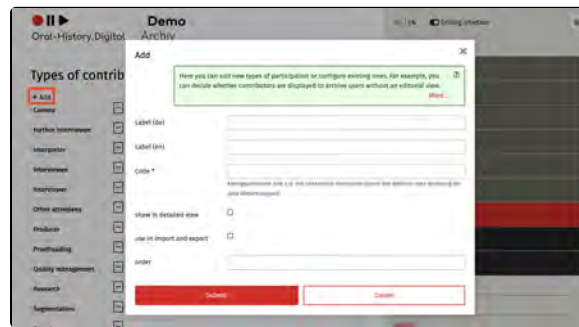 Demo
Oral-History.Digital Archiv
Add
Here you can add new types of participation or configure existing ones. For example, you
can decide whether contributors are displayed to archive users without an editorial view.
More...
Types of contrib
+ Add
Camera
Further interviewer
Interpreter
Interviewee
Interviewer
Other attendees
Producer
Proofreading
Quality management
Research
Segmentation
Label (de)
Label (en)
Code *
show in detailed view
use in import and export
order
Submit
Cancel